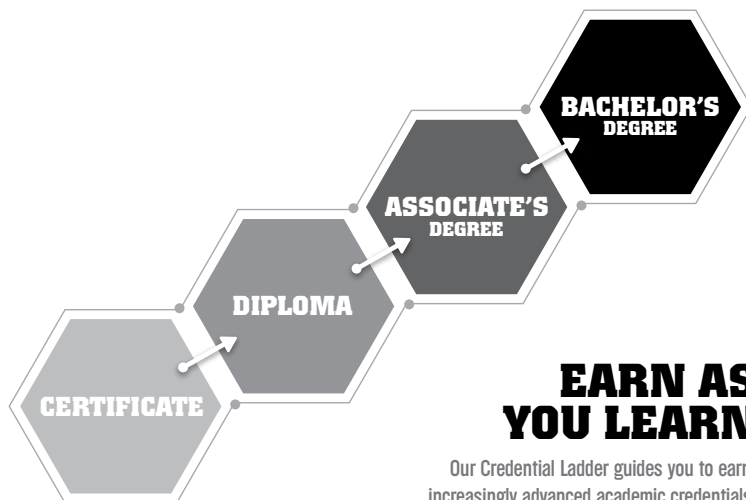 BACHELOR'S
DEGREE
ASSOCIATE'S
DEGREE
DIPLOMA
CERTIFICATE
EARN AS
YOU LEARN
Our Credential Ladder guides you to earn
increasingly advanced academic credentials